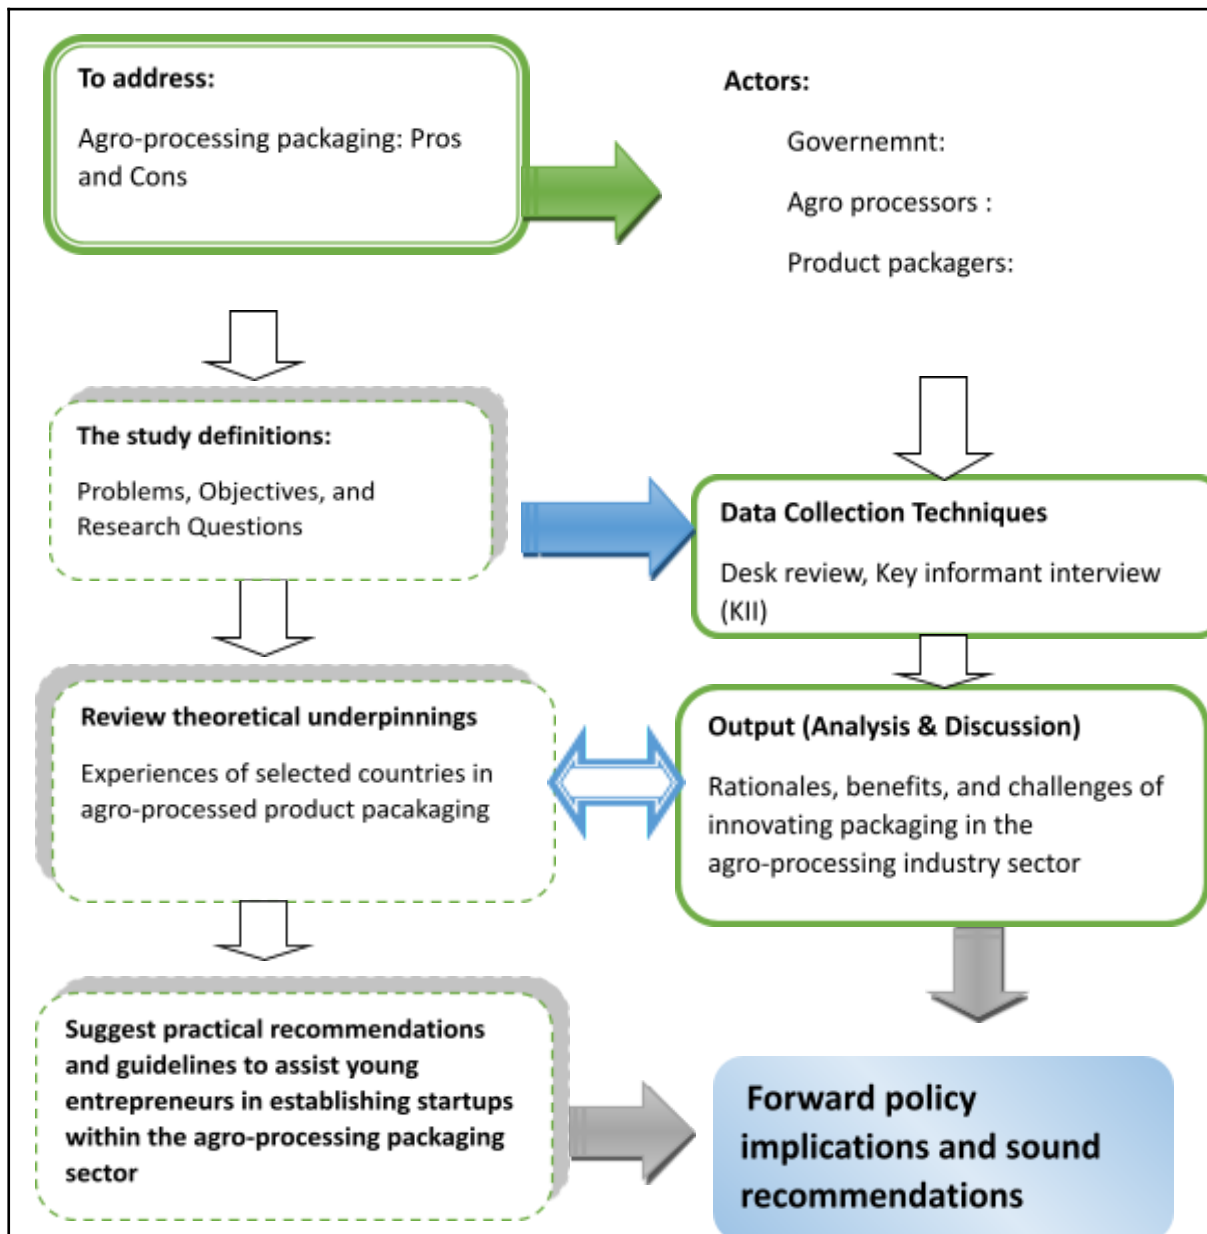 To address:
Agro-processing packaging: Pros
and Cons
Actors:
Governemnt:
Agro processors :
Product packagers:
The study definitions:
Problems, Objectives, and
Research Questions
Data Collection Techniques
Desk review, Key informant interview
(KII)
Review theoretical underpinnings
Experiences of selected countries in
agro-processed product pacakaging
Output (Analysis & Discussion)
Rationales, benefits, and challenges of
innovating packaging in the
agro-processing industry sector
Suggest practical recommendations
and guidelines to assist young
entrepreneurs in establishing startups
within the agro-processing packaging
sector
Forward policy
implications and sound
recommendations